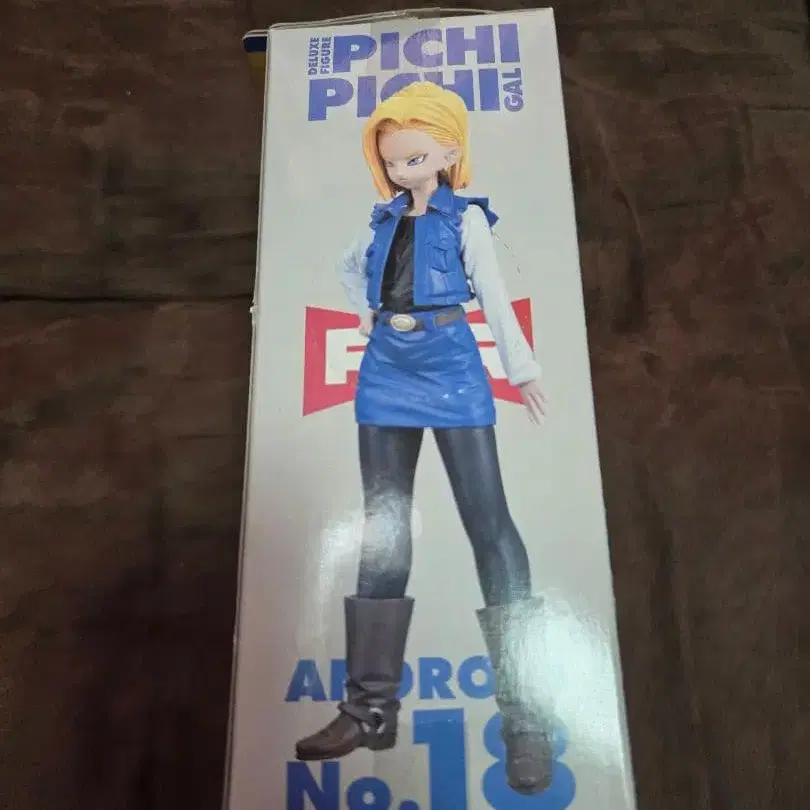 DELUXE
FIGURE
PICHI
PICHI
GAL
No.18